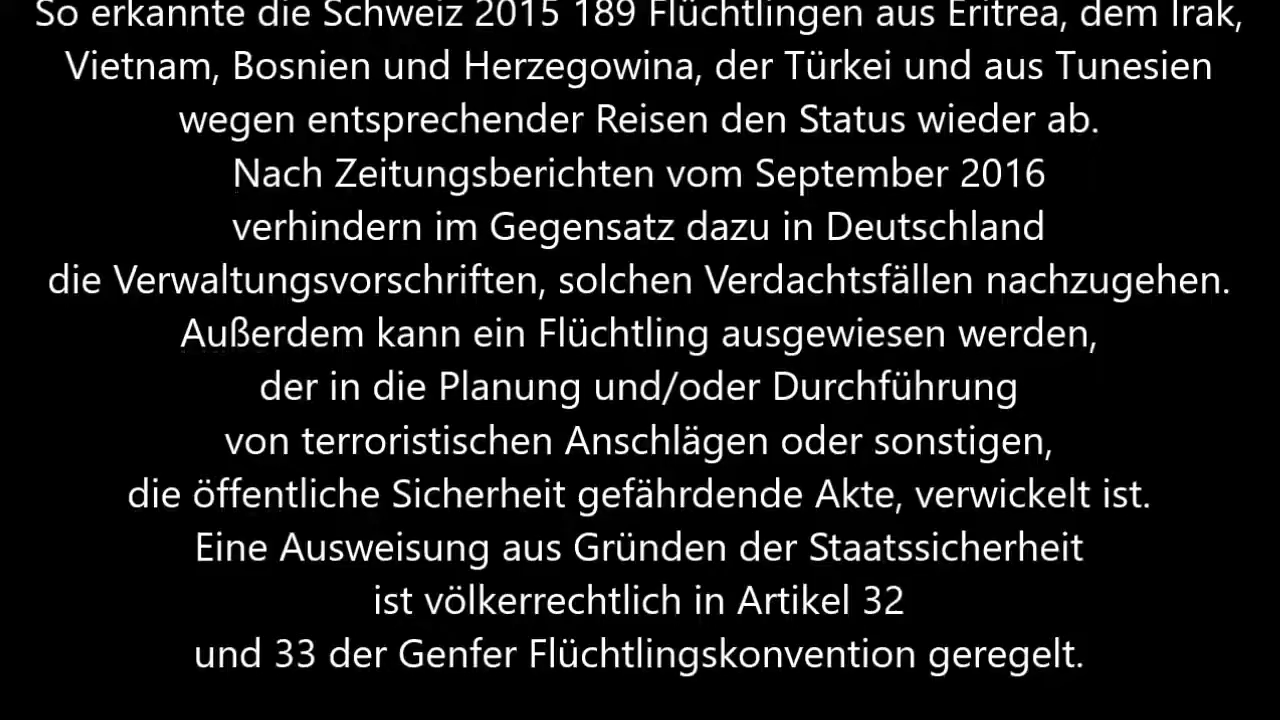 So erkannte die Schweiz 2015 189 Flüchtlingen aus Eritrea, dem Irak,
Vietnam, Bosnien und Herzegowina, der Türkei und aus Tunesien
wegen entsprechender Reisen den Status wieder ab.
Nach Zeitungsberichten vom September 2016
verhindern im Gegensatz dazu in Deutschland
die Verwaltungsvorschriften, solchen Verdachtsfällen nachzugehen.
Außerdem kann ein Flüchtling ausgewiesen werden,
der in die Planung und/oder Durchführung
von terroristischen Anschlägen oder sonstigen,
die öffentliche Sicherheit gefährdende Akte, verwickelt ist.
Eine Ausweisung aus Gründen der Staatssicherheit
ist völkerrechtlich in Artikel 32
und 33 der Genfer Flüchtlingskonvention geregelt.